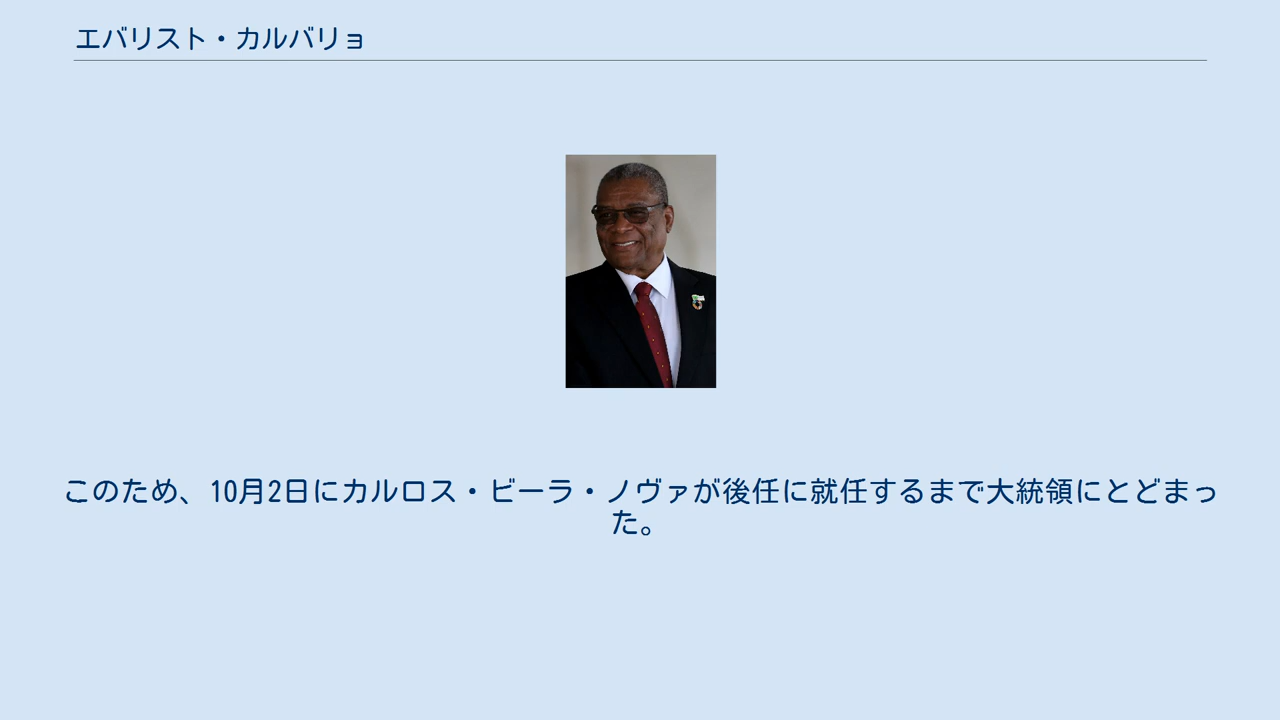 エバリスト・カルバリョ
このため、10月2日にカルロス・ビーラ・ノヴァが後任に就任するまで大統領にとどまっ
た。